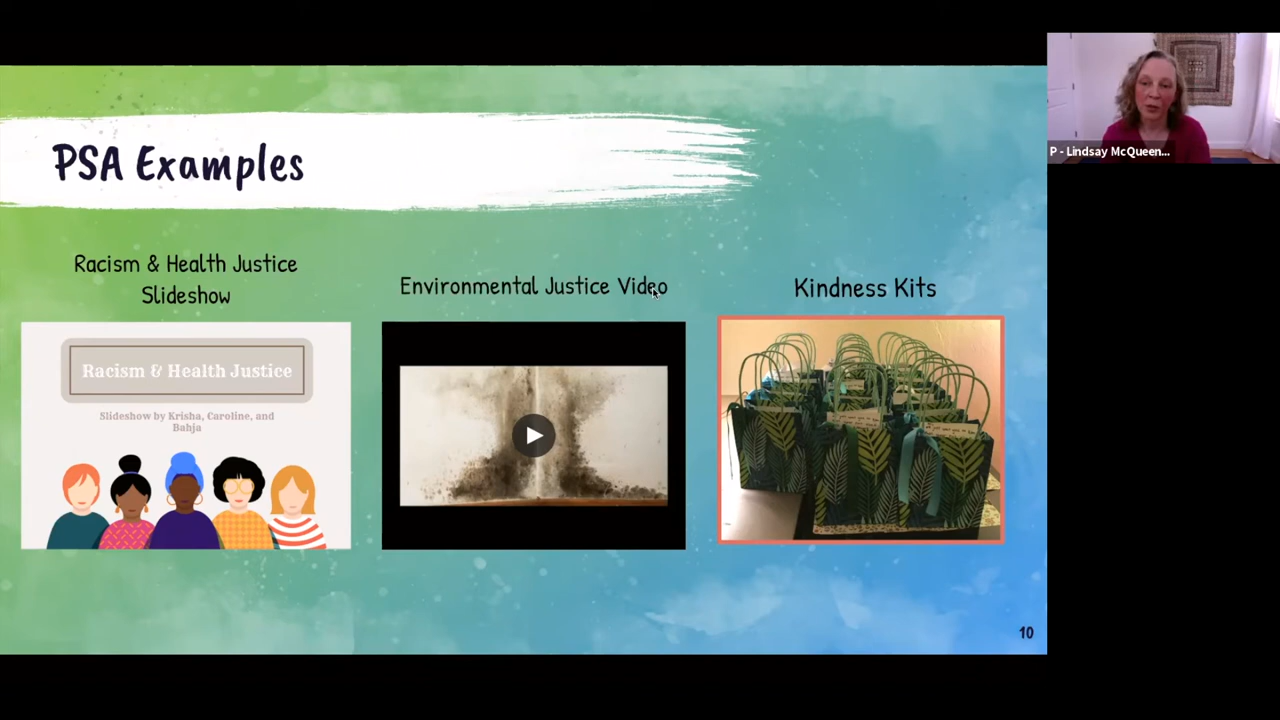 PSA Examples
Racism & Health Justice
Slideshow
Environmental Justice Video
Kindness Kits
Racism & Health Justice
Slideshow by Krisha, Caroline, and
Bahja
10
P - Lindsay McQueen...